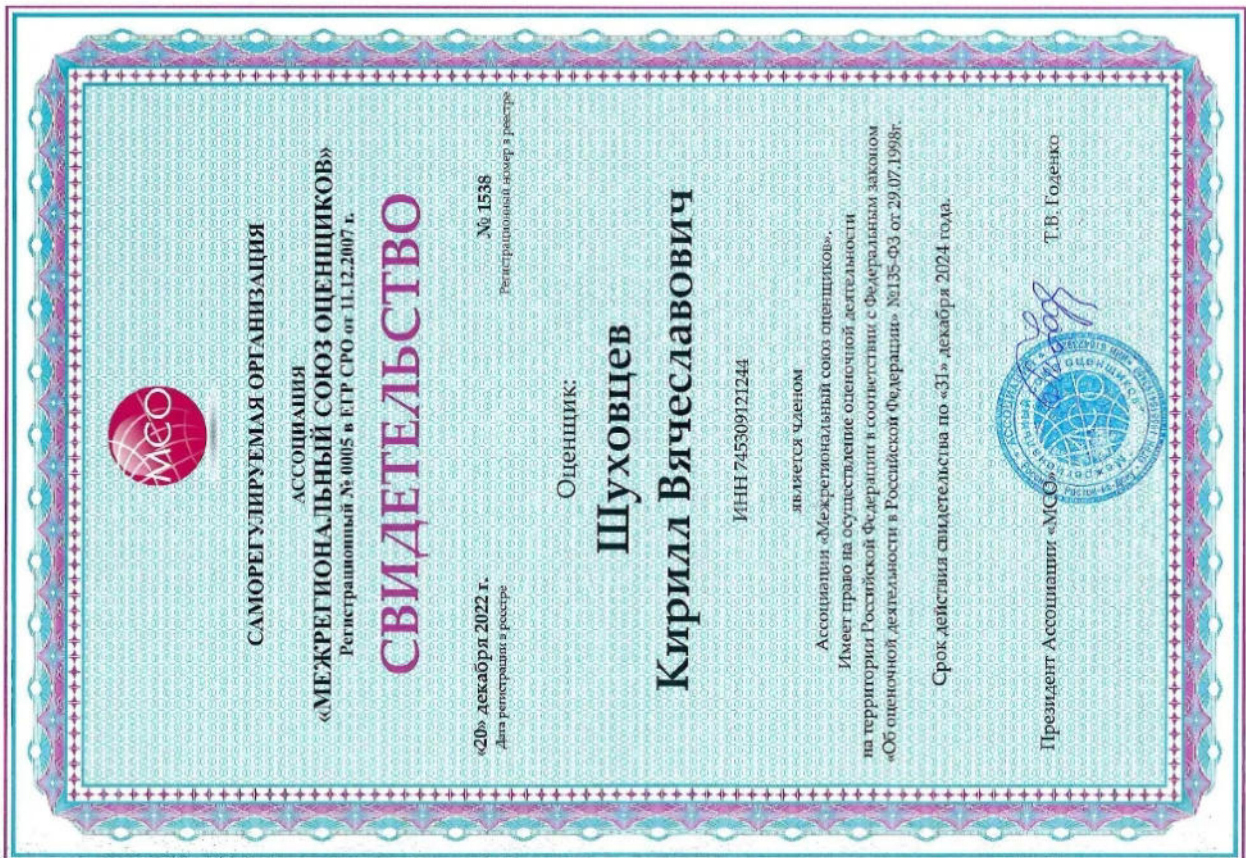 МСО
САМОРЕГУЛИРУЕМАЯ ОРГАНИЗАЦИЯ
АССОЦИАЦИЯ
«МЕЖРЕГИОНАЛЬНЫЙ СОЮЗ ОЦЕНЩИКОВ»
Регистрационный № 0005 в ЕГР СРО от 11.12.2007 г.
СВИДЕТЕЛЬСТВО
«20» декабря 2022 г. № 1538
Дата регистрации в реестре Регистрационный номер в реестре
Оценщик:
Шуховцев
Кирилл Вячеславович
ИНН 745309121244
является членом
Ассоциации «Межрегиональный союз оценщиков».
Имеет право на осуществление оценочной деятельности
на территории Российской Федерации в соответствии с Федеральным законом
«Об оценочной деятельности в Российской Федерации» №135-ФЗ от 29.07.1998г.
Срок действия свидетельства по «31» декабря 2024 года.
Президент Ассоциации «МСО» Т.В. Годенко